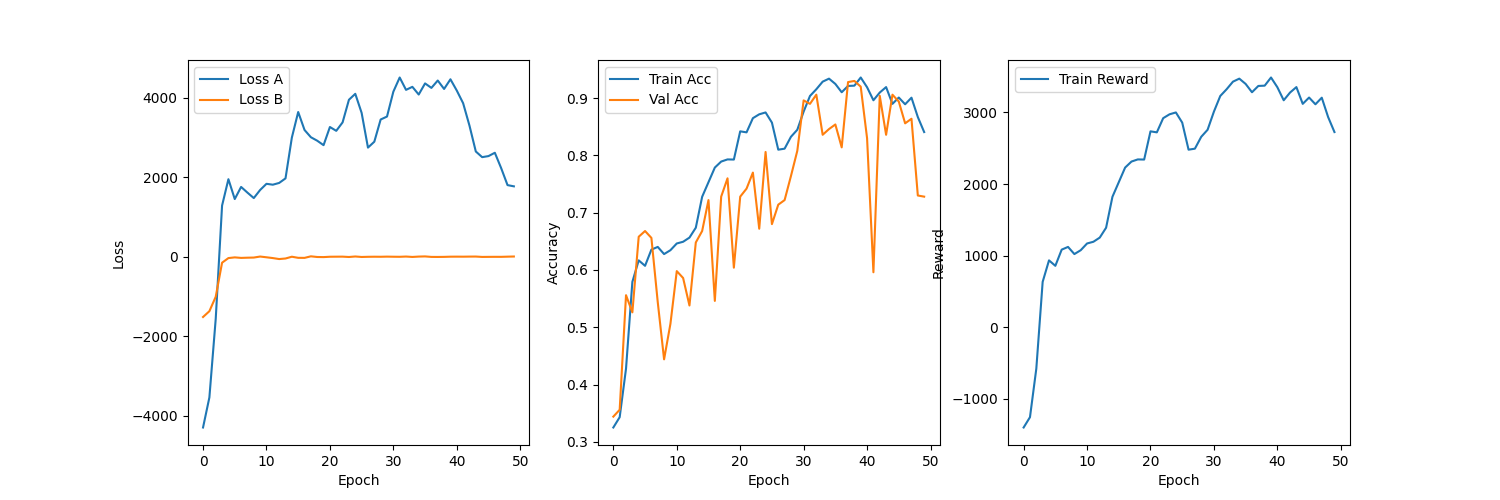 Loss A
Loss B
4000
2000
0
−2000
−4000
Loss
0 10 20 30 40 50
Epoch
Train Acc
Val Acc
0.9
0.8
0.7
0.6
0.5
0.4
0.3
Accuracy
0 10 20 30 40 50
Epoch
Train Reward
3000
2000
1000
0
−1000
Reward
0 10 20 30 40 50
Epoch